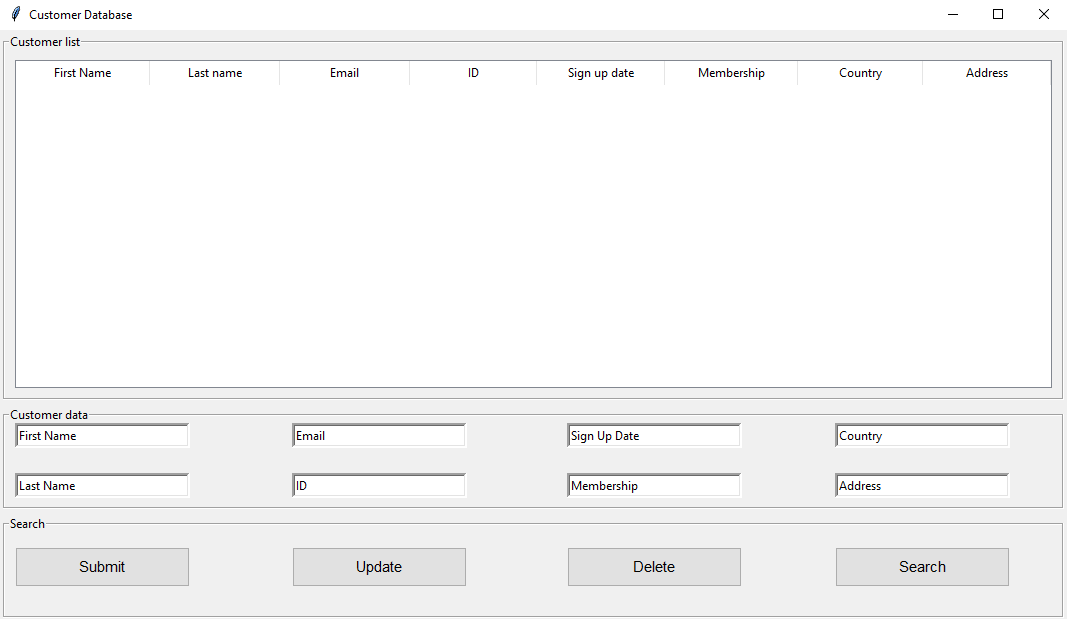 Customer Database
Customer list
First Name Last name Email ID Sign up date Membership Country Address
Customer data
First Name Email Sign Up Date Country
Last Name ID Membership Address
Search
Submit Update Delete Search